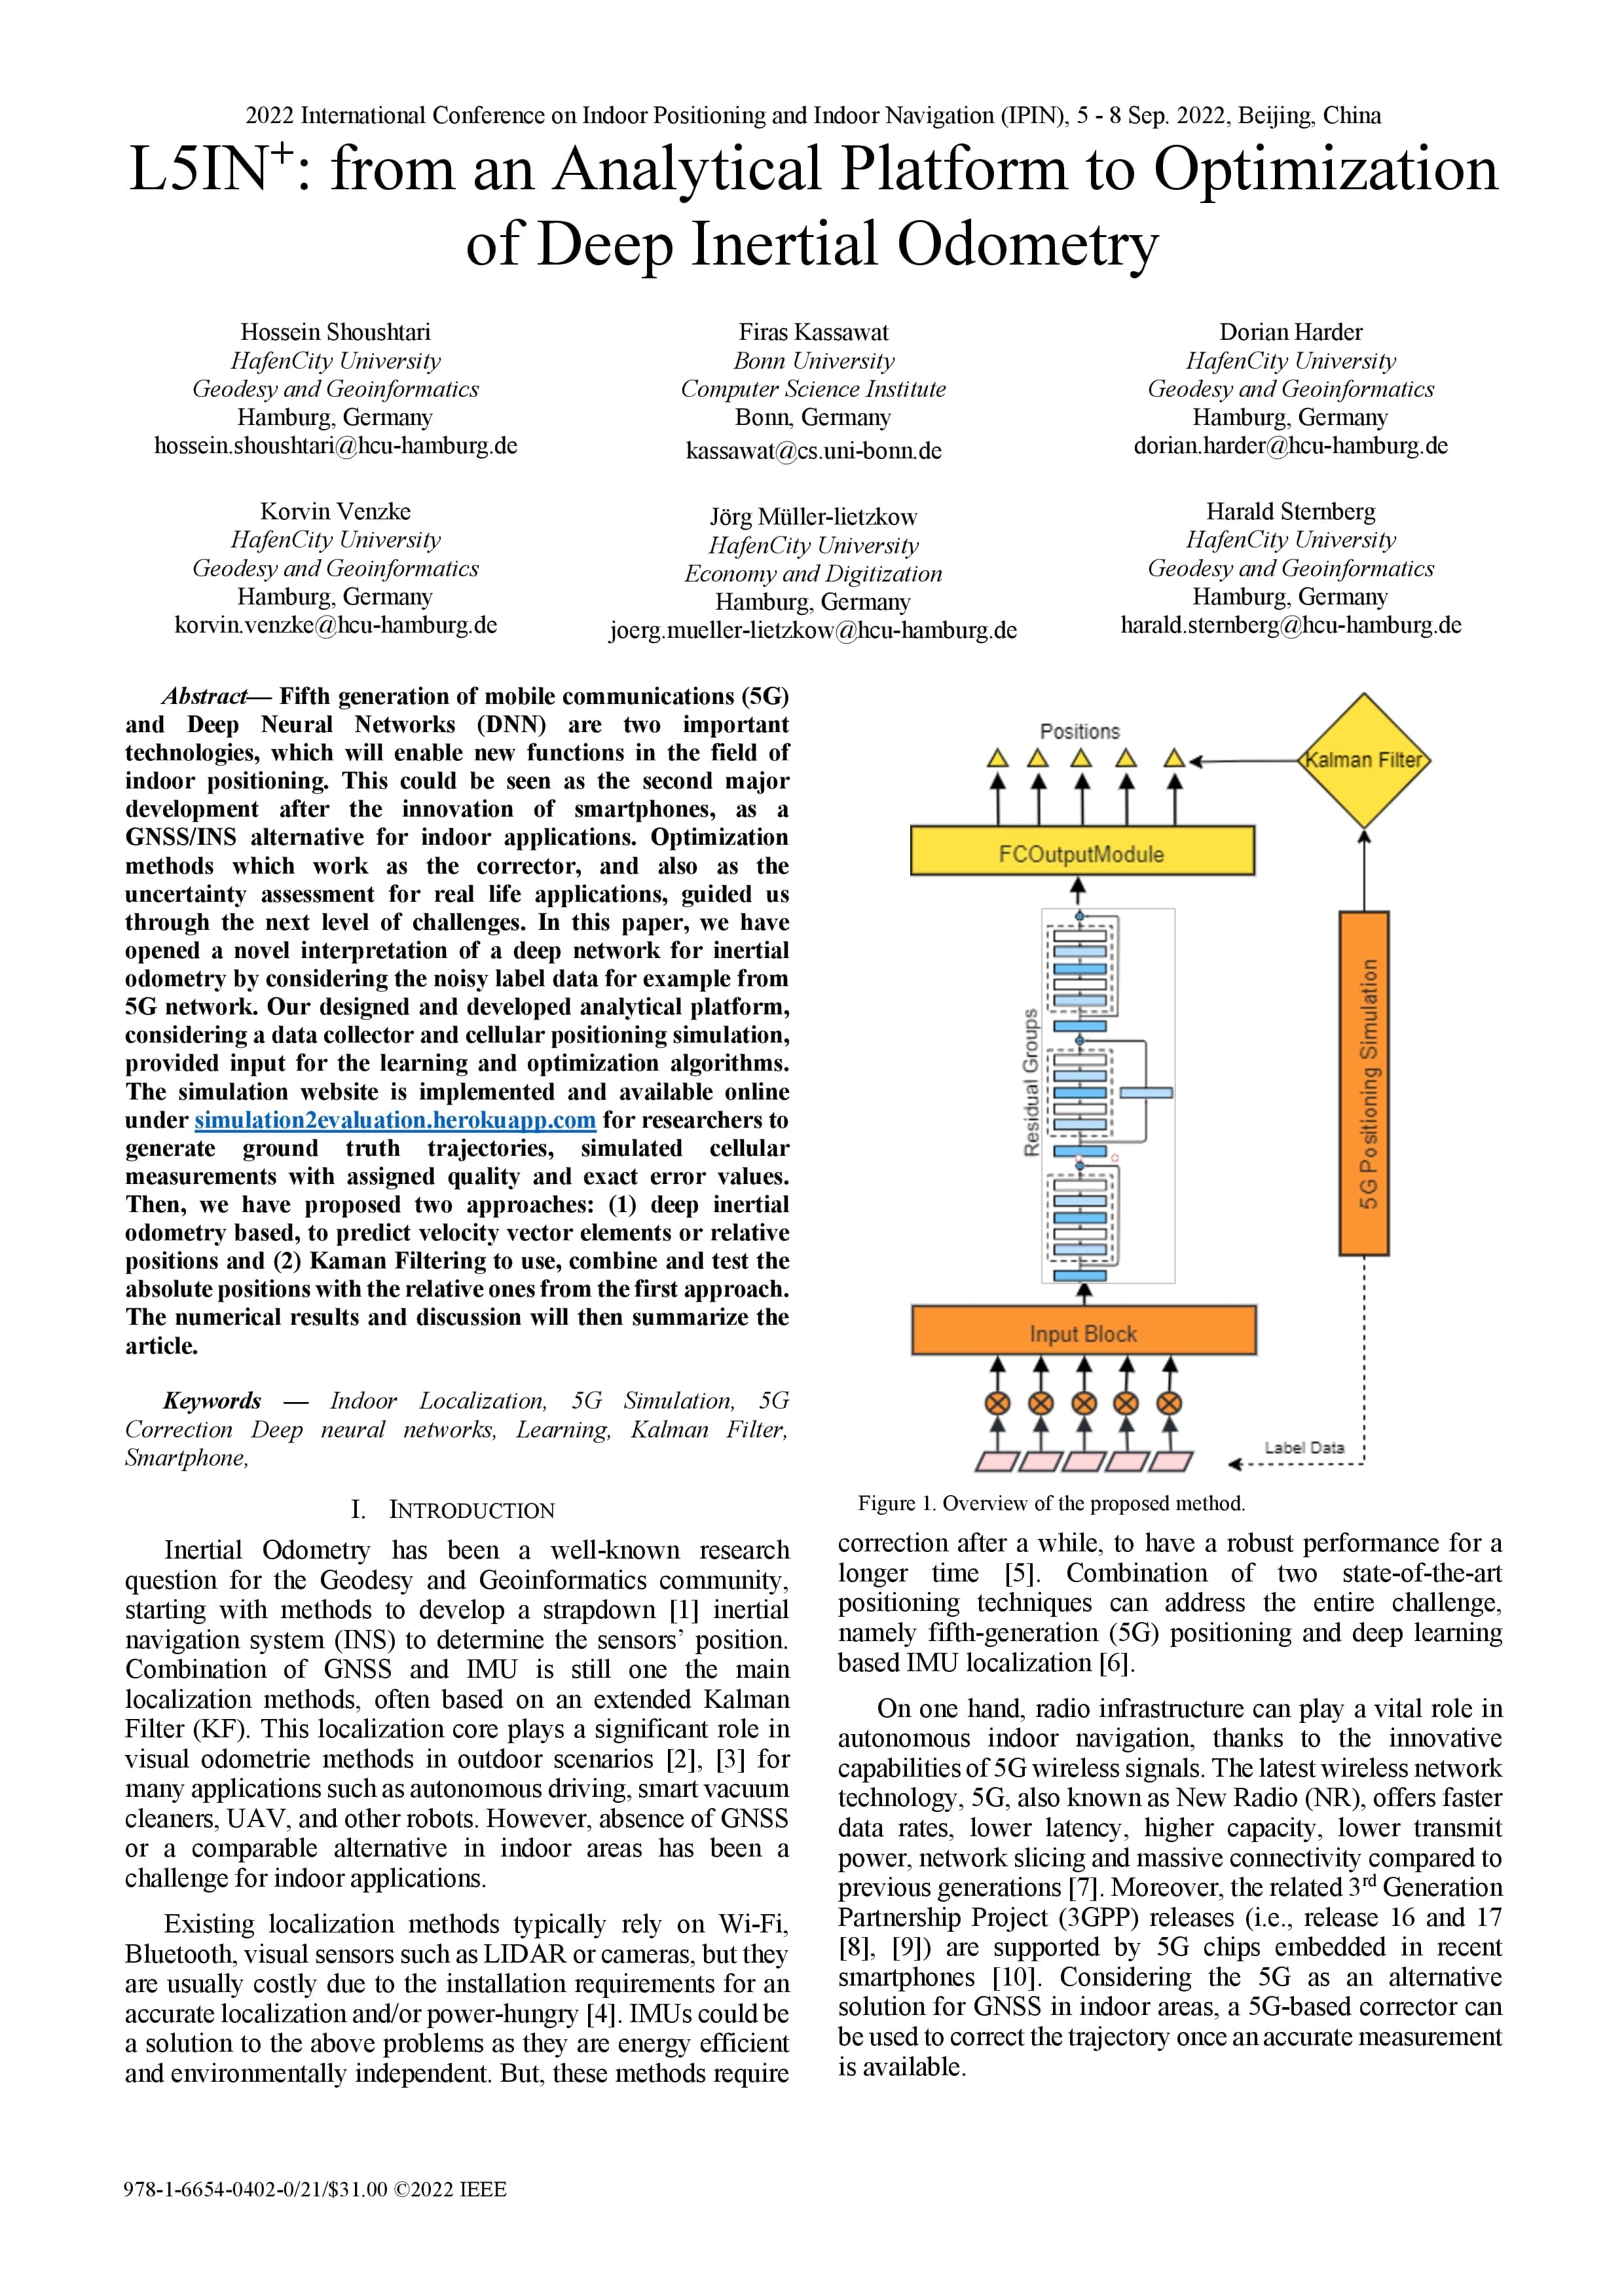 2022 International Conference on Indoor Positioning and Indoor Navigation (IPIN), 5 - 8 Sep. 2022, Beijing, China
L5IN⁺: from an Analytical Platform to Optimization
of Deep Inertial Odometry
Hossein Shoushtari
HafenCity University
Geodesy and Geoinformatics
Hamburg, Germany
hossein.shoushtari@hcu-hamburg.de
Firas Kassawat
Bonn University
Computer Science Institute
Bonn, Germany
kassawat@cs.uni-bonn.de
Dorian Harder
HafenCity University
Geodesy and Geoinformatics
Hamburg, Germany
dorian.harder@hcu-hamburg.de
Korvin Venzke
HafenCity University
Geodesy and Geoinformatics
Hamburg, Germany
korvin.venzke@hcu-hamburg.de
Jörg Müller-lietzkow
HafenCity University
Economy and Digitization
Hamburg, Germany
joerg.mueller-lietzkow@hcu-hamburg.de
Harald Sternberg
HafenCity University
Geodesy and Geoinformatics
Hamburg, Germany
harald.sternberg@hcu-hamburg.de
Abstract— Fifth generation of mobile communications (5G)
and Deep Neural Networks (DNN) are two important
technologies, which will enable new functions in the field of
indoor positioning. This could be seen as the second major
development after the innovation of smartphones, as a
GNSS/INS alternative for indoor applications. Optimization
methods which work as the corrector, and also as the
uncertainty assessment for real life applications, guided us
through the next level of challenges. In this paper, we have
opened a novel interpretation of a deep network for inertial
odometry by considering the noisy label data for example from
5G network. Our designed and developed analytical platform,
considering a data collector and cellular positioning simulation,
provided input for the learning and optimization algorithms.
The simulation website is implemented and available online
under simulation2evaluation.herokuapp.com for researchers to
generate ground truth trajectories, simulated cellular
measurements with assigned quality and exact error values.
Then, we have proposed two approaches: (1) deep inertial
odometry based, to predict velocity vector elements or relative
positions and (2) Kaman Filtering to use, combine and test the
absolute positions with the relative ones from the first approach.
The numerical results and discussion will then summarize the
article.
Keywords — Indoor Localization, 5G Simulation, 5G
Correction Deep neural networks, Learning, Kalman Filter,
Smartphone,
I. INTRODUCTION
Inertial Odometry has been a well-known research
question for the Geodesy and Geoinformatics community,
starting with methods to develop a strapdown [1] inertial
navigation system (INS) to determine the sensors’ position.
Combination of GNSS and IMU is still one the main
localization methods, often based on an extended Kalman
Filter (KF). This localization core plays a significant role in
visual odometrie methods in outdoor scenarios [2], [3] for
many applications such as autonomous driving, smart vacuum
cleaners, UAV, and other robots. However, absence of GNSS
or a comparable alternative in indoor areas has been a
challenge for indoor applications.
Existing localization methods typically rely on Wi-Fi,
Bluetooth, visual sensors such as LIDAR or cameras, but they
are usually costly due to the installation requirements for an
accurate localization and/or power-hungry [4]. IMUs could be
a solution to the above problems as they are energy efficient
and environmentally independent. But, these methods require
Positions
Kalman Filter
FCOutputModule
Residual Groups
5G Positioning Simulation
Input Block
Label Data
Figure 1. Overview of the proposed method.
correction after a while, to have a robust performance for a
longer time [5]. Combination of two state-of-the-art
positioning techniques can address the entire challenge,
namely fifth-generation (5G) positioning and deep learning
based IMU localization [6].
On one hand, radio infrastructure can play a vital role in
autonomous indoor navigation, thanks to the innovative
capabilities of 5G wireless signals. The latest wireless network
technology, 5G, also known as New Radio (NR), offers faster
data rates, lower latency, higher capacity, lower transmit
power, network slicing and massive connectivity compared to
previous generations [7]. Moreover, the related 3rd Generation
Partnership Project (3GPP) releases (i.e., release 16 and 17
[8], [9]) are supported by 5G chips embedded in recent
smartphones [10]. Considering the 5G as an alternative
solution for GNSS in indoor areas, a 5G-based corrector can
be used to correct the trajectory once an accurate measurement
is available.
978-1-6654-0402-0/21/$31.00 ©2022 IEEE